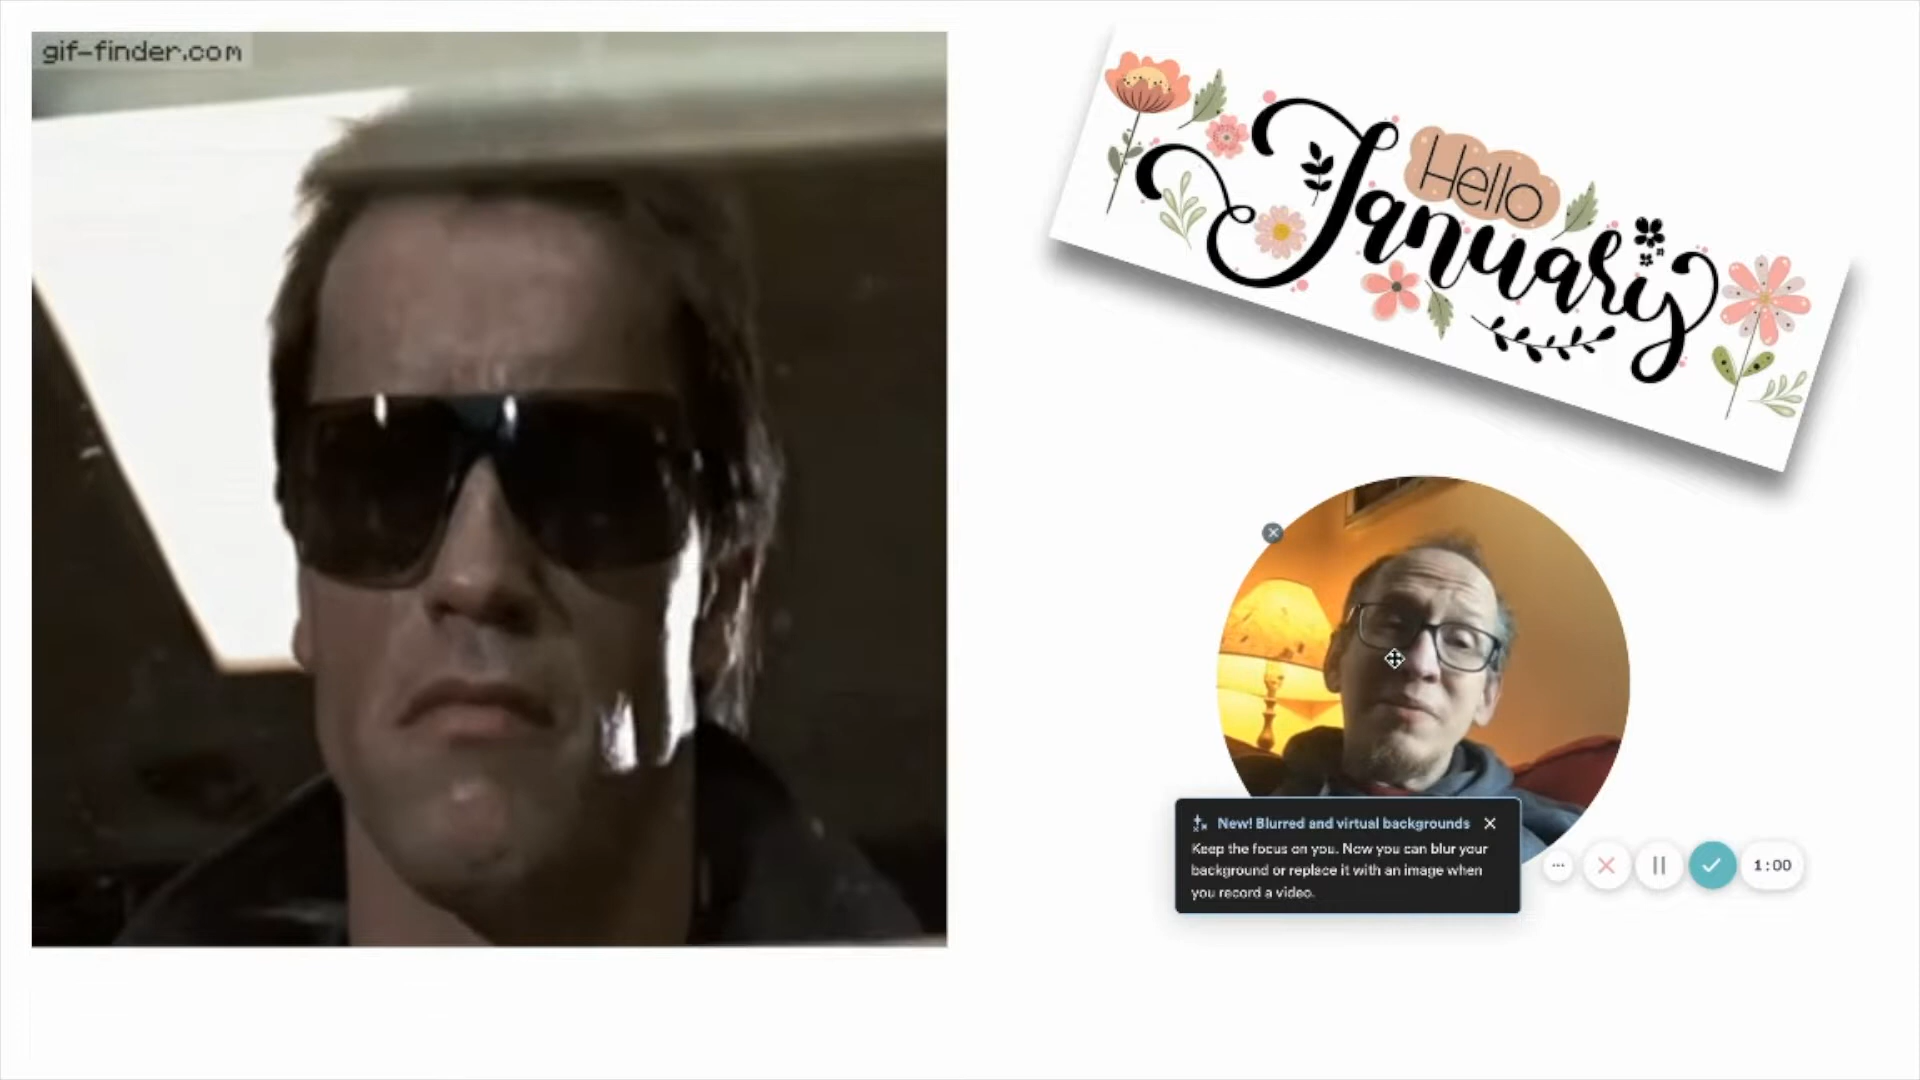 gif-finder.com
Hello
January
New! Blurred and virtual backgrounds
Keep the focus on you. Now you can blur your
background or replace it with an image when
you record a video.
1:00